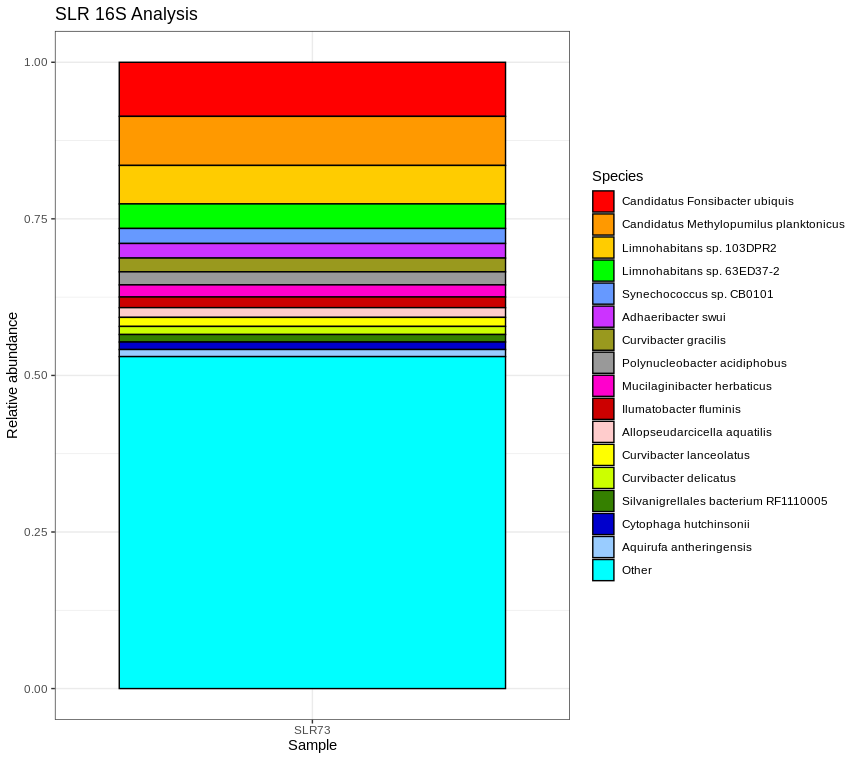 SLR 16S Analysis
1.00
0.75
0.50
0.25
0.00
Relative abundance
SLR73
Sample
Species
Candidatus Fonsibacter ubiquis
Candidatus Methylopumilus planktonicus
Limnohabitans sp. 103DPR2
Limnohabitans sp. 63ED37-2
Synechococcus sp. CB0101
Adhaeribacter swui
Curvibacter gracilis
Polynucleobacter acidiphobus
Mucilaginibacter herbaticus
Ilumatobacter fluminis
Allopseudarcicella aquatilis
Curvibacter lanceolatus
Curvibacter delicatus
Silvanigrellales bacterium RF1110005
Cytophaga hutchinsonii
Aquirufa antheringensis
Other